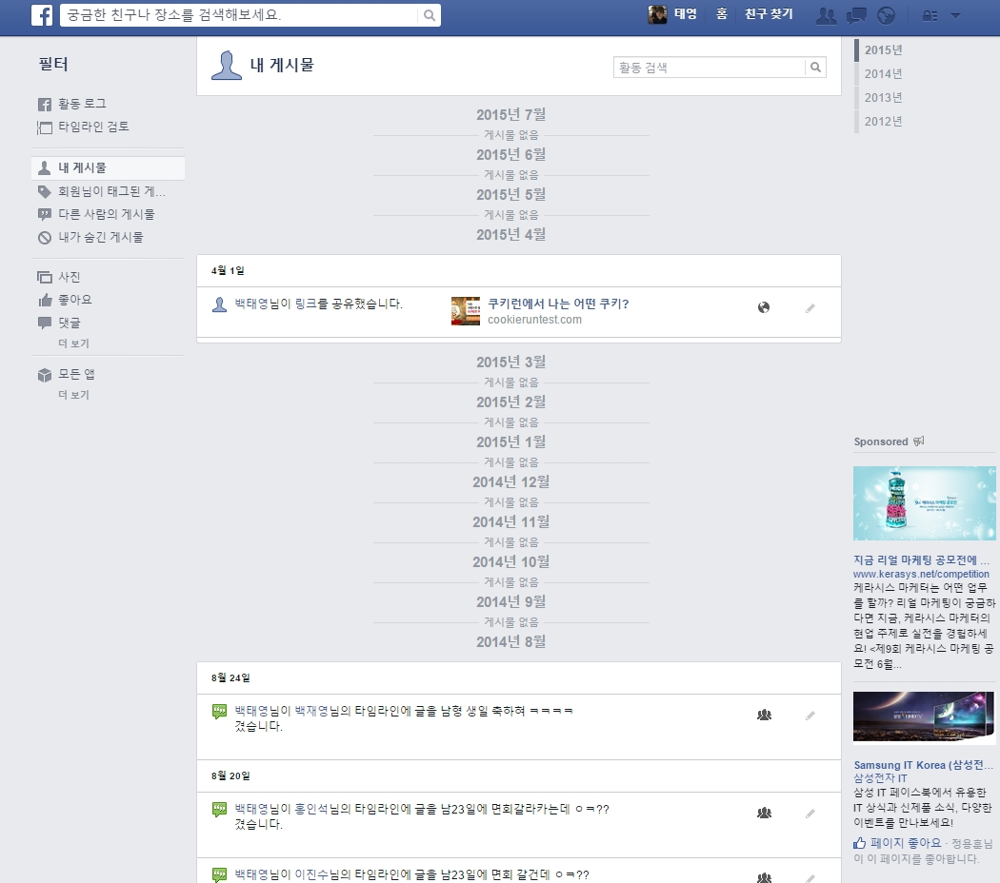 궁금한 친구나 장소를 검색해보세요.
태영 홈 친구 찾기
필터
활동 로그
타임라인 검토
내 게시물
회원님이 태그된 게...
다른 사람의 게시물
내가 숨긴 게시물
사진
좋아요
댓글
더 보기
모든 앱
더 보기
내 게시물
활동 검색
2015년 7월
게시물 없음
2015년 6월
게시물 없음
2015년 5월
게시물 없음
2015년 4월
4월 1일
백태영님이 링크를 공유했습니다.
쿠키런에서 나는 어떤 쿠키?
cookieruntest.com
2015년 3월
게시물 없음
2015년 2월
게시물 없음
2015년 1월
게시물 없음
2014년 12월
게시물 없음
2014년 11월
게시물 없음
2014년 10월
게시물 없음
2014년 9월
게시물 없음
2014년 8월
8월 24일
백태영님이 백재영님의 타임라인에 글을 남형 생일 축하혀 ㅋㅋㅋㅋ
겼습니다.
8월 20일
백태영님이 홍인석님의 타임라인에 글을 남23일에 면회갈라카는데 ㅇㅋ??
겼습니다.
백태영님이 이진수님의 타임라인에 글을 남23일에 면회 갈건데 ㅇㅋ??
2015년
2014년
2013년
2012년
Sponsored
지금 리얼 마케팅 공모전에 ...
www.kerasys.net/competition
케라시스 마케터는 어떤 업무
를 할까? 리얼 마케팅이 궁금하
다면 지금, 케라시스 마케터의
현업 주제로 실전을 경험하세
요! <제9회 케라시스 마케팅 공
모전 6월...
Samsung IT Korea (삼성전...
삼성전자 IT
삼성 IT 페이스북에서 유용한
IT 상식과 신제품 소식, 다양한
이벤트를 만나보세요!
페이지 좋아요 · 정용훈님
이 이 페이지를 좋아합니다.